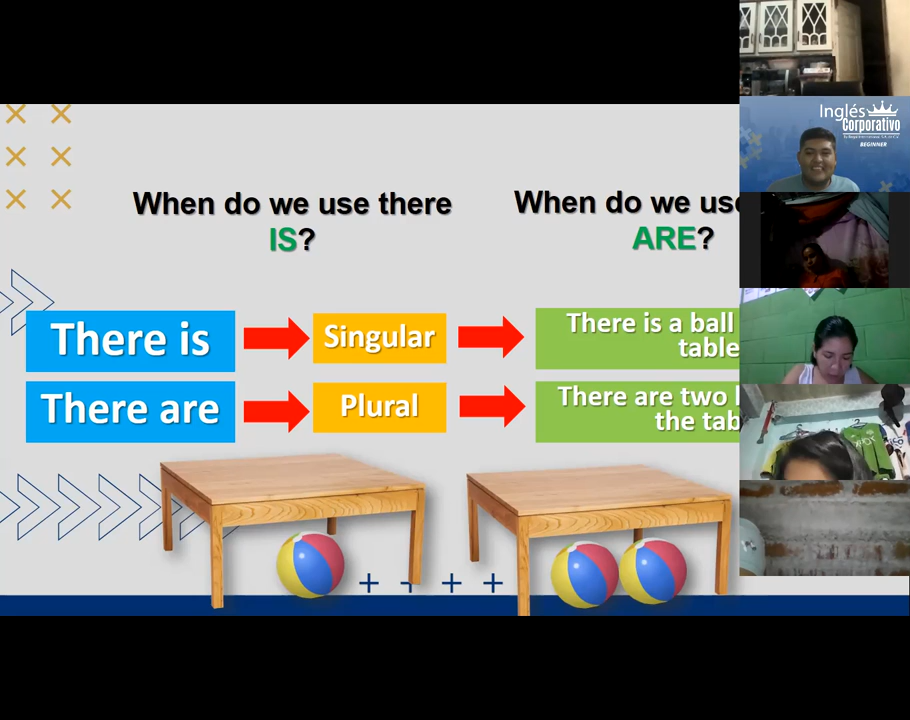 When do we use there
IS?
When do we use
ARE?
There is
Singular
There is a ball
table
There are
Plural
There are two
the tab
Inglés
Corporativo
BEGINNER